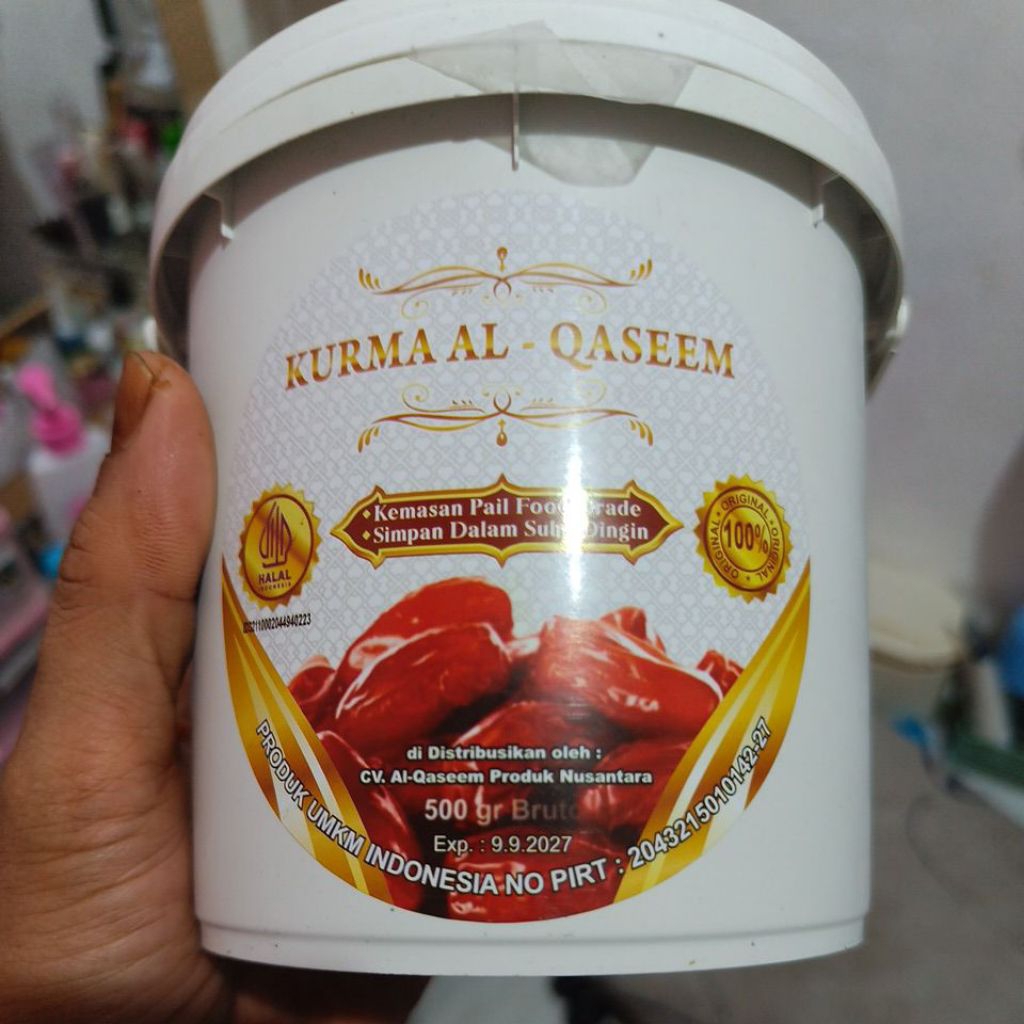 KURMA AL - QASEEM
Kemasan Pail Food Grade
Simpan Dalam Suhu Dingin
HALAL
INDONESIA
ORIGINAL • ORIGINAL • ORIGINAL
100%
di Distribusikan oleh :
CV. Al-Qaseem Produk Nusantara
500 gr Bruto
Exp. : 9.9.2027
PRODUK UMKM INDONESIA NO PIRT : 2043215010142-27